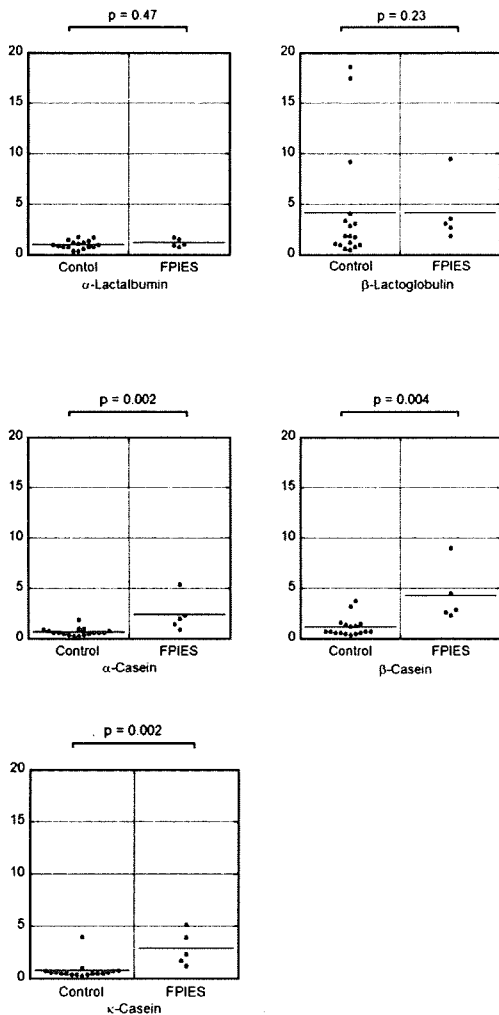 p = 0.47 p = 0.23
20 20
15 15
10 10
5 5
0 0
Contol FPIES Control FPIES
α-Lactalbumin β-Lactoglobulin
p = 0.002 p = 0.004
20 20
15 15
10 10
5 5
0 0
Control FPIES Control FPIES
α-Casein β-Casein
p = 0.002
20
15
10
5
0
Control FPIES
κ-Casein